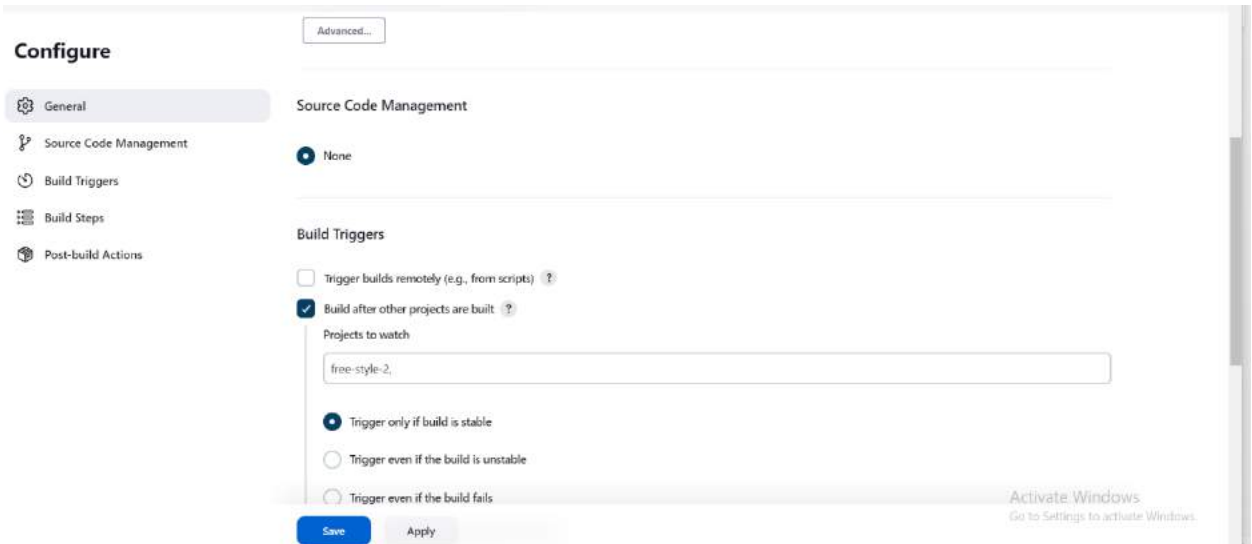 Configure
General
Source Code Management
Build Triggers
Build Steps
Post-build Actions
Advanced...
Source Code Management
None
Build Triggers
Trigger builds remotely (e.g., from scripts) ?
Build after other projects are built ?
Projects to watch
free-style-2,
Trigger only if build is stable
Trigger even if the build is unstable
Trigger even if the build fails
Save Apply
Activate Windows
Go to Settings to activate Windows.